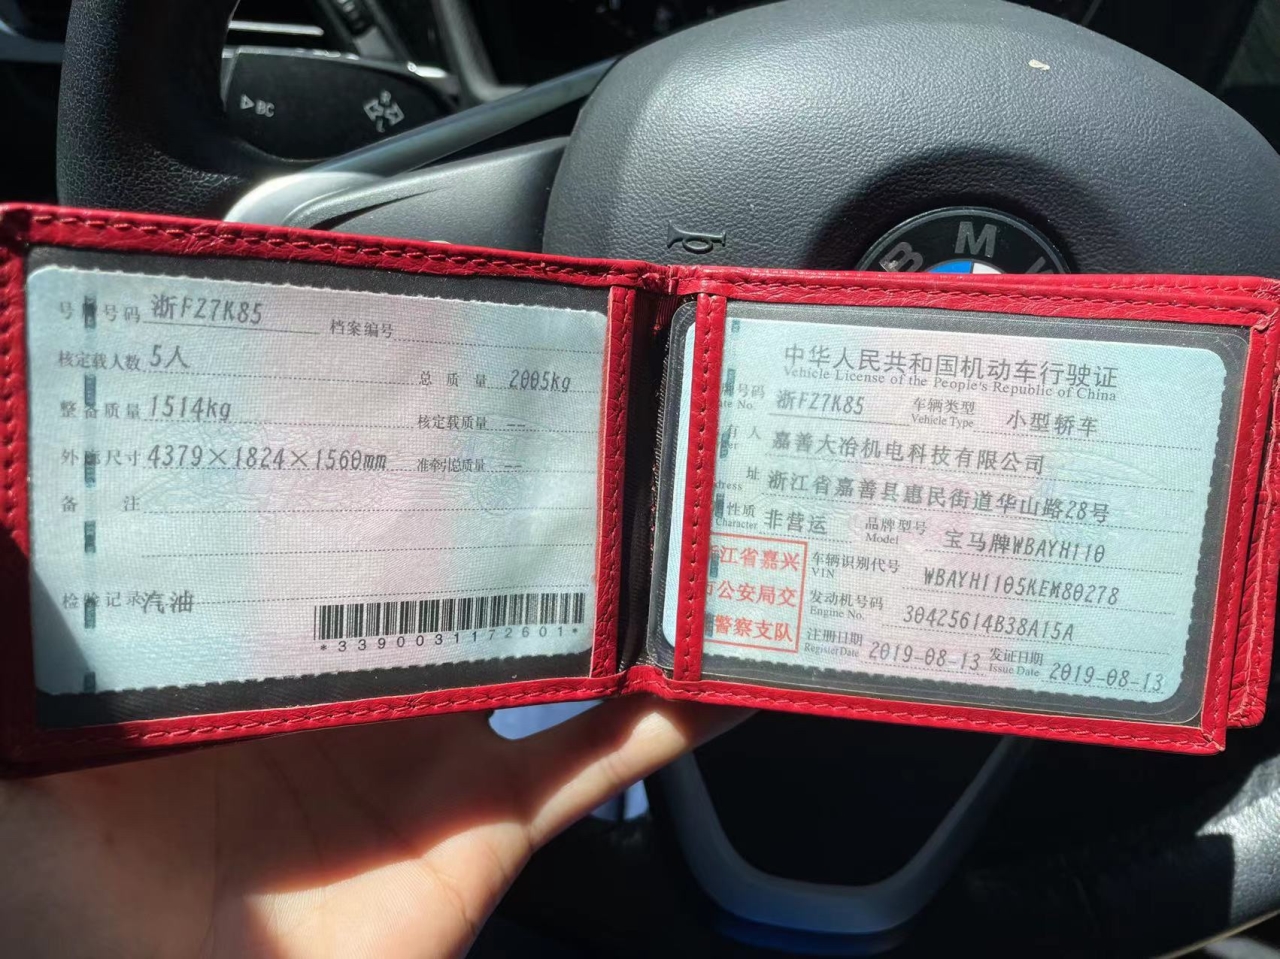 BC
R
L
BM
号牌号码 浙FZ7K85 档案编号
核定载人数 5人 总质量 2005kg
整备质量 1514kg 核定载质量 --
外廓尺寸 4379×1824×1560mm 准牵引总质量 --
备注
检验记录 汽油
*3390031172601*
中华人民共和国机动车行驶证
Vehicle License of the People's Republic of China
号码 浙FZ7K85 车辆类型 小型轿车
No. Vehicle Type
有人 嘉善大冶机电科技有限公司
址 浙江省嘉善县惠民街道华山路28号
性质 非营运 品牌型号 宝马牌WBAYH110
Character Model
江省嘉兴
公安局交
警察支队
车辆识别代号 WBAYH1105KEM80278
VIN
发动机号码 30425614B38A15A
Engine No.
注册日期 2019-08-13 发证日期 2019-08-13
Register Date Issue Date